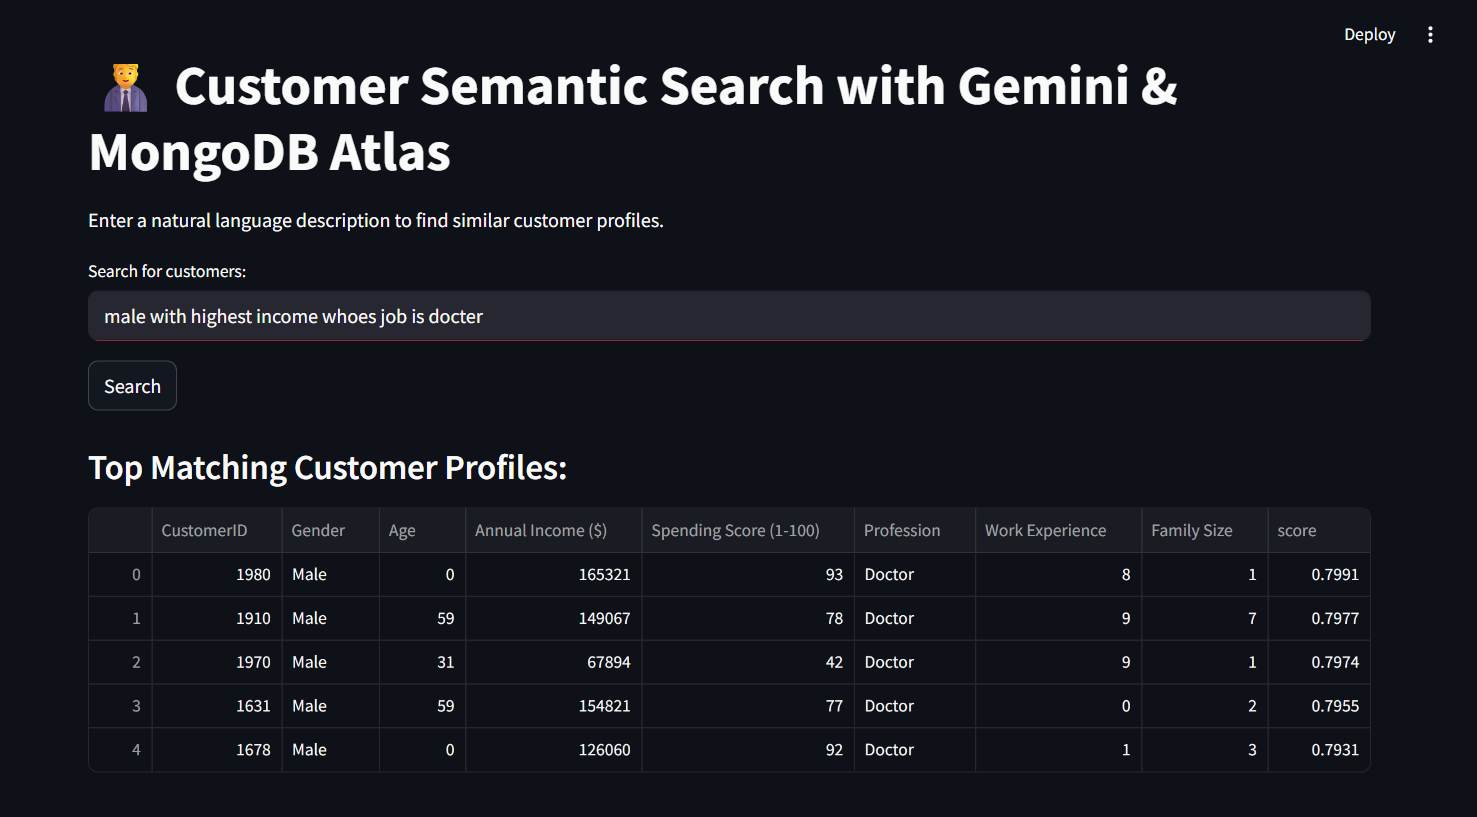 Deploy
Customer Semantic Search with Gemini &
MongoDB Atlas
Enter a natural language description to find similar customer profiles.
Search for customers:
male with highest income whoes job is docter
Search
Top Matching Customer Profiles:
CustomerID Gender Age Annual Income ($) Spending Score (1-100) Profession Work Experience Family Size score
0 1980 Male 0 165321 93 Doctor 8 1 0.7991
1 1910 Male 59 149067 78 Doctor 9 7 0.7977
2 1970 Male 31 67894 42 Doctor 9 1 0.7974
3 1631 Male 59 154821 77 Doctor 0 2 0.7955
4 1678 Male 0 126060 92 Doctor 1 3 0.7931